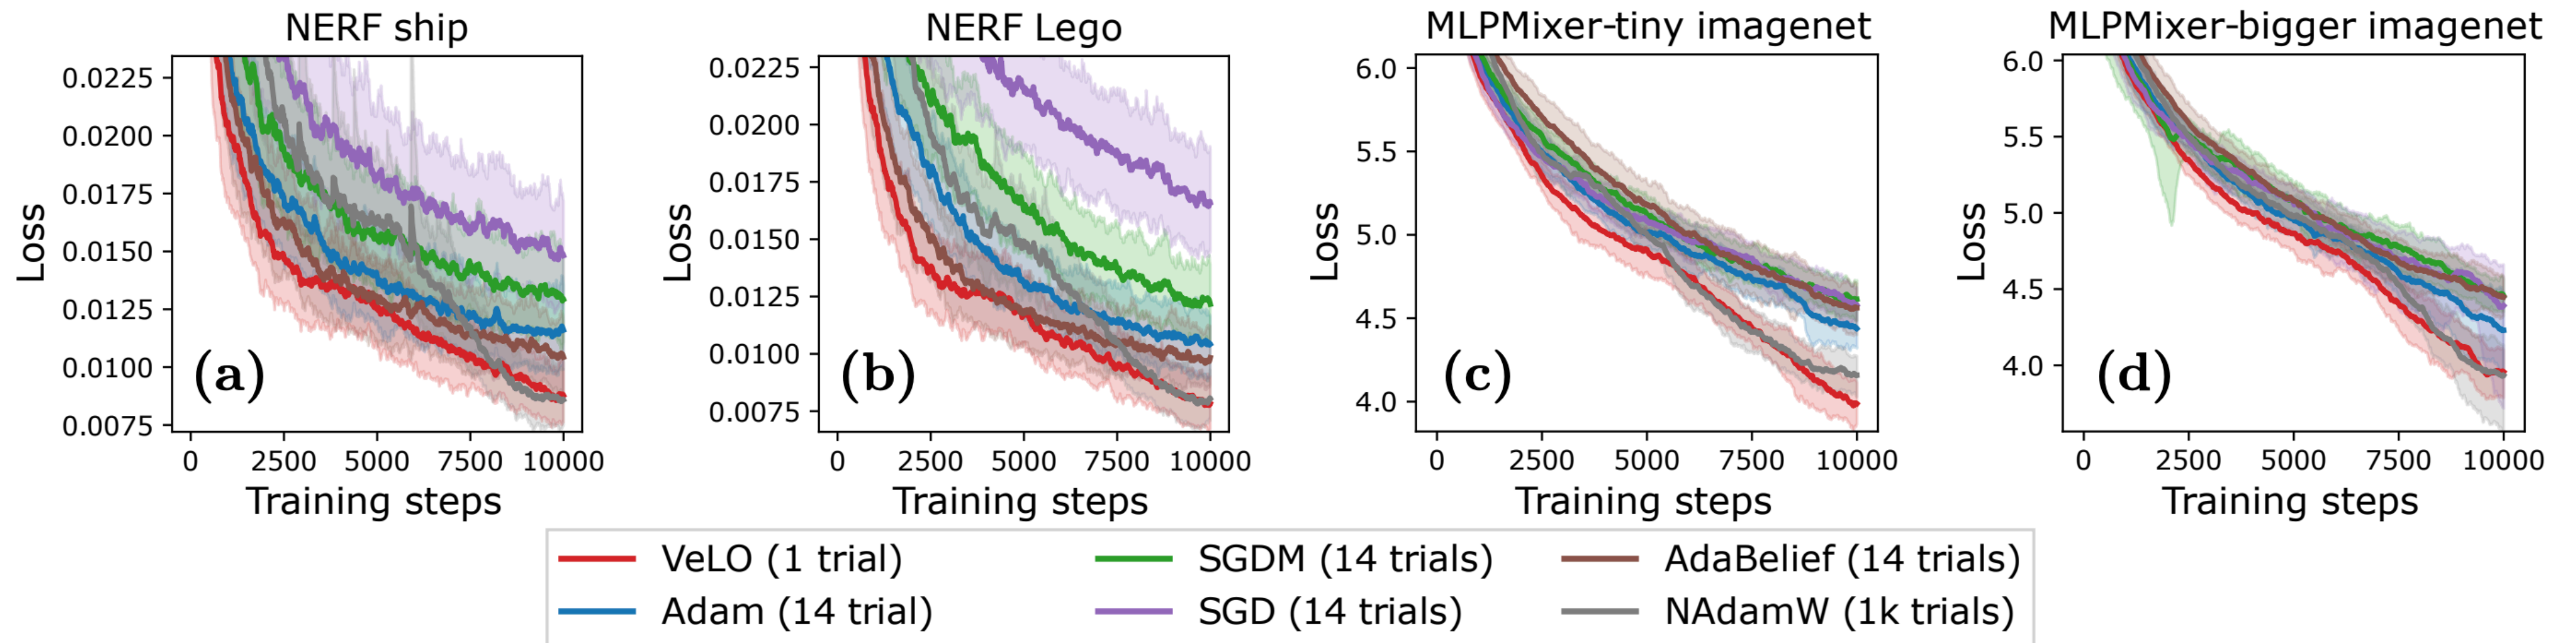 NERF ship
NERF Lego
MLPMixer-tiny imagenet
MLPMixer-bigger imagenet
0.0225
0.0200
0.0175
0.0150
0.0125
0.0100
0.0075
Loss
(a)
0 2500 5000 7500 10000
Training steps
0.0225
0.0200
0.0175
0.0150
0.0125
0.0100
0.0075
Loss
(b)
0 2500 5000 7500 10000
Training steps
6.0
5.5
5.0
4.5
4.0
Loss
(c)
0 2500 5000 7500 10000
Training steps
6.0
5.5
5.0
4.5
4.0
Loss
(d)
0 2500 5000 7500 10000
Training steps
VeLO (1 trial)
Adam (14 trial)
SGDM (14 trials)
SGD (14 trials)
AdaBelief (14 trials)
NAdamW (1k trials)